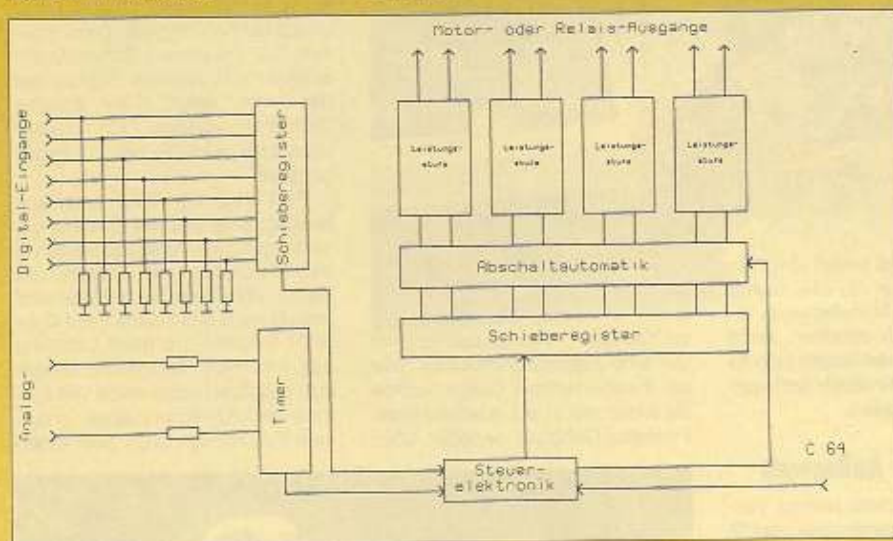 Motor- oder Relais-Ausgänge
Digital-Eingänge
Schieberegister
Leistungs-
stufe
Leistungs-
stufe
Leistungs-
stufe
Leistungs-
stufe
Abschaltautomatik
Schieberegister
Analog-
Timer
C 64
Steuer-
elektronik